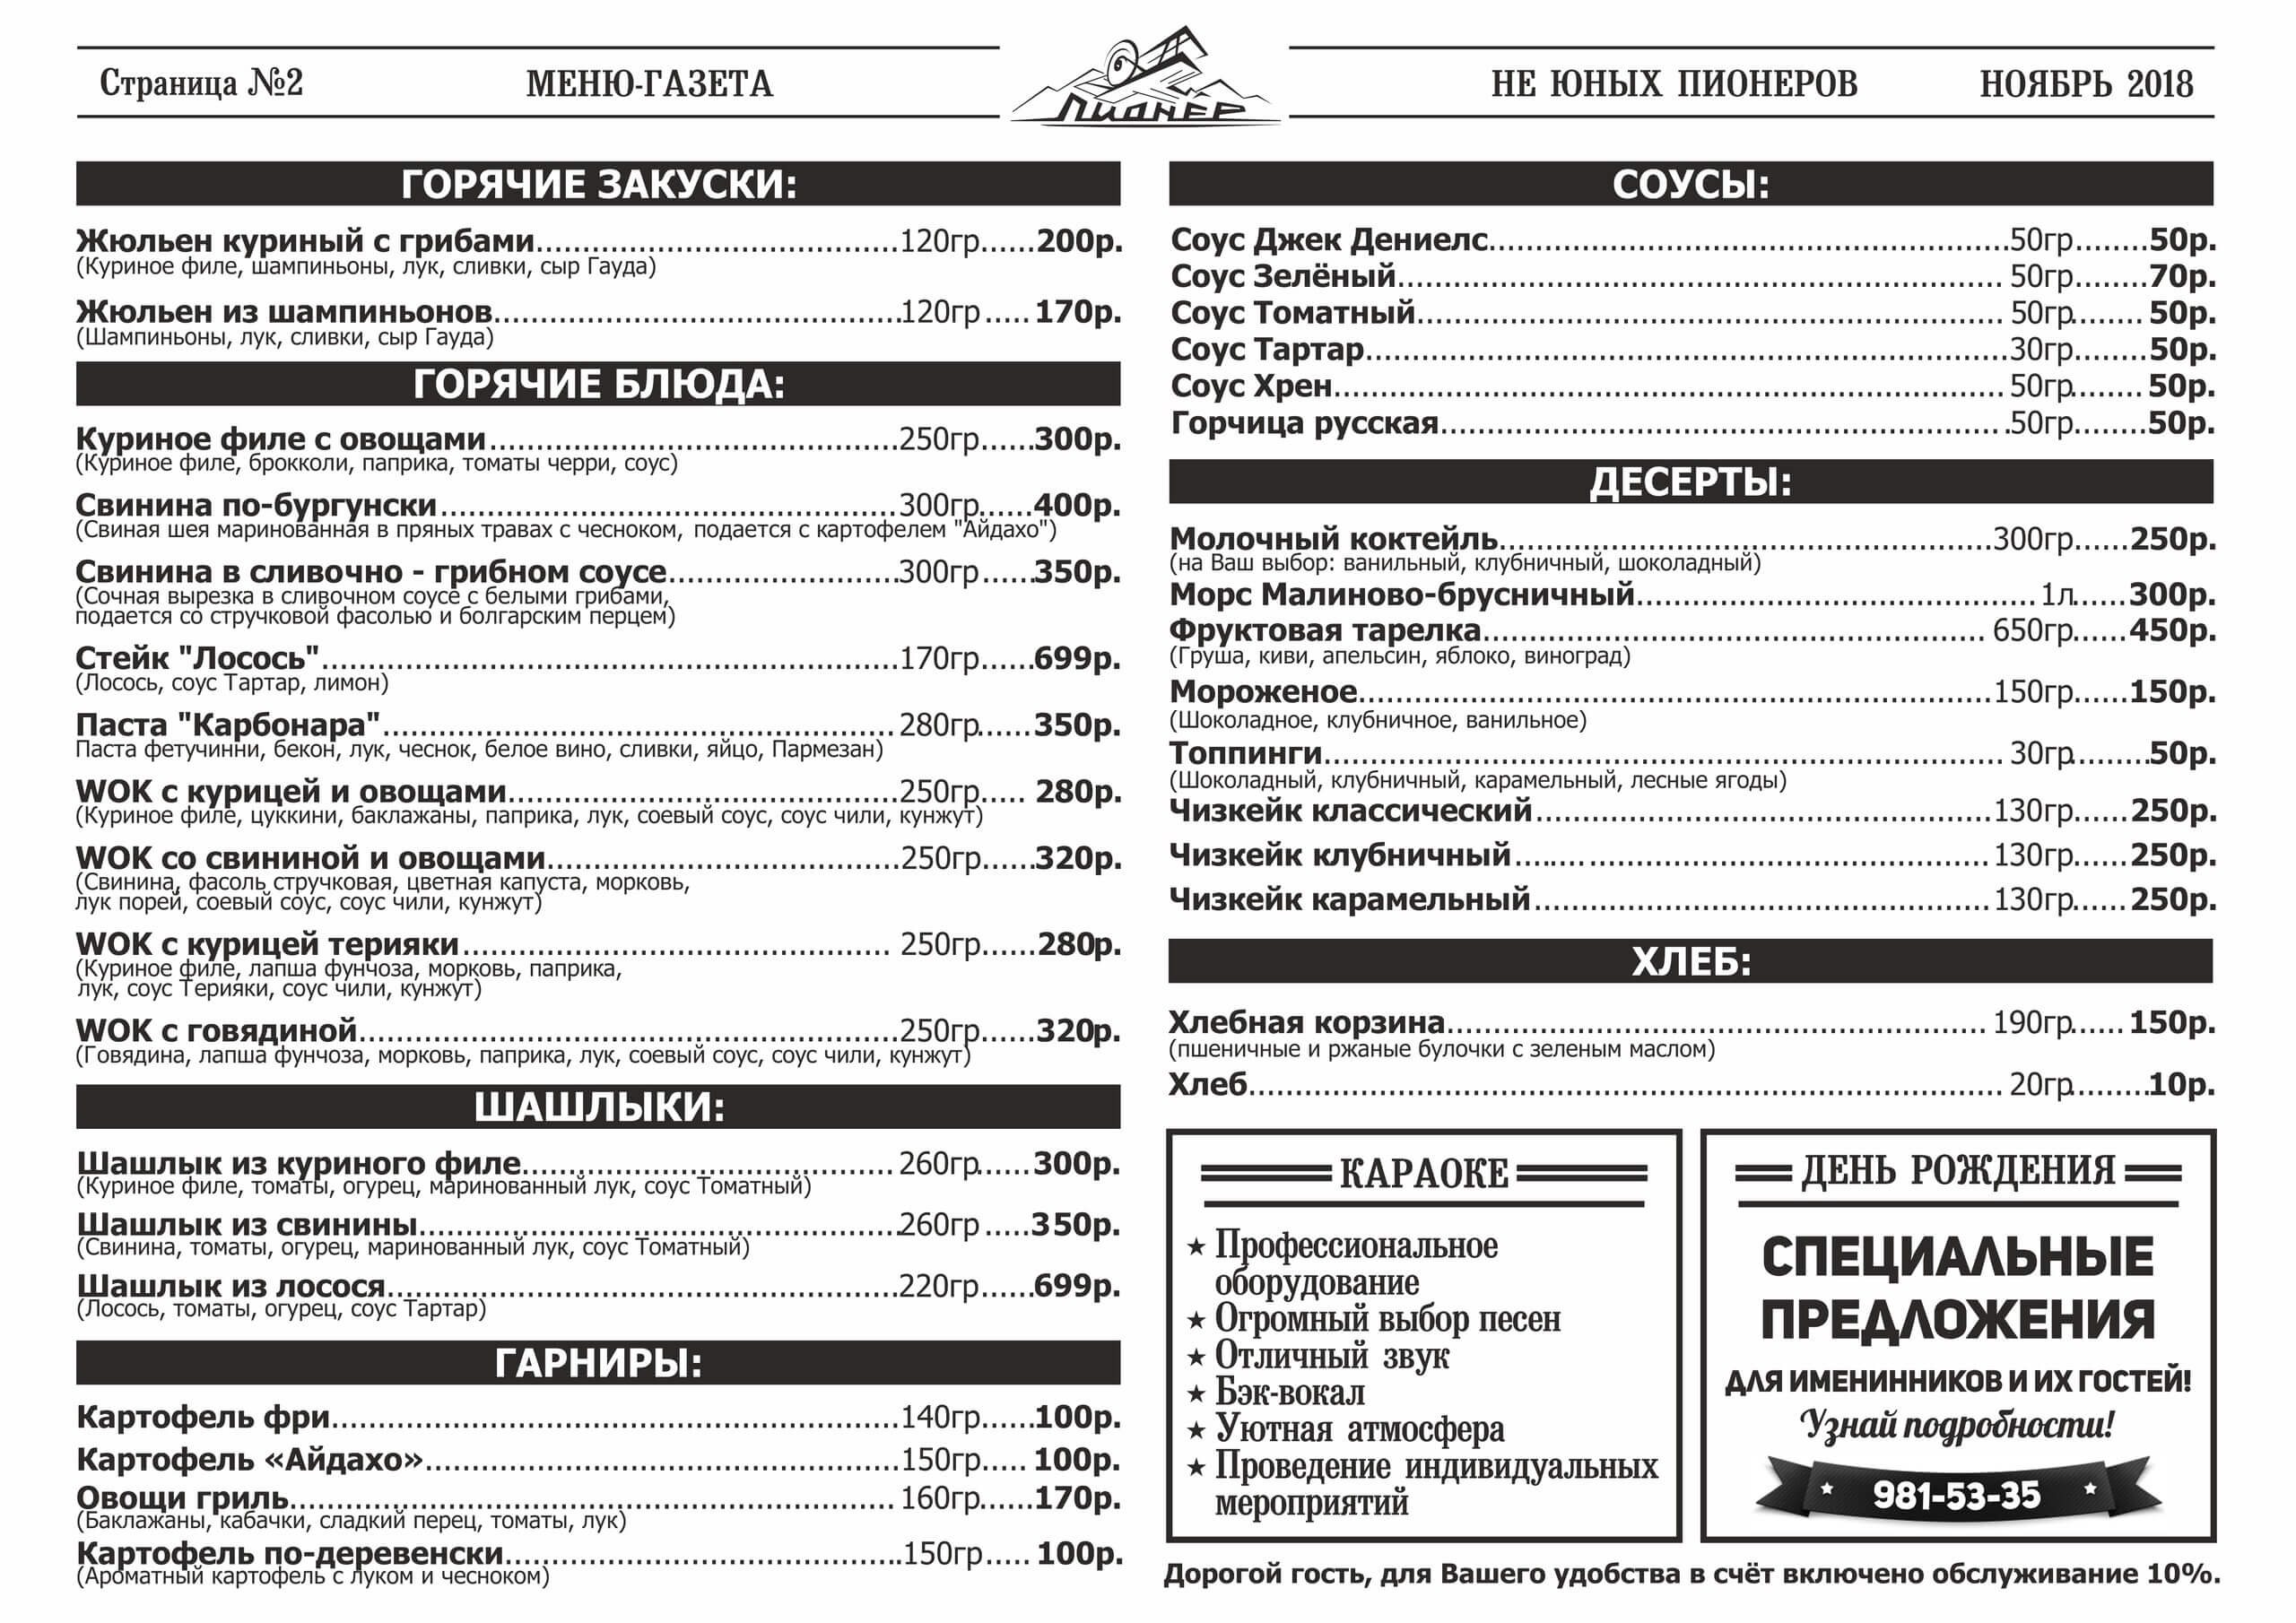 Страница №2 МЕНЮ-ГАЗЕТА Пионер НЕ ЮНЫХ ПИОНЕРОВ НОЯБРЬ 2018
ГОРЯЧИЕ ЗАКУСКИ:
Жюльен куриный с грибами 120гр 200р.
(Куриное филе, шампиньоны, лук, сливки, сыр Гауда)
Жюльен из шампиньонов 120гр 170р.
(Шампиньоны, лук, сливки, сыр Гауда)
ГОРЯЧИЕ БЛЮДА:
Куриное филе с овощами 250гр 300р.
(Куриное филе, брокколи, паприка, томаты черри, соус)
Свинина по-бургунски 300гр 400р.
(Свиная шея маринованная в пряных травах с чесноком, подается с картофелем "Айдахо")
Свинина в сливочно - грибном соусе 300гр 350р.
(Сочная вырезка в сливочном соусе с белыми грибами,
подается со стручковой фасолью и болгарским перцем)
Стейк "Лосось" 170гр 699р.
(Лосось, соус Тартар, лимон)
Паста "Карбонара" 280гр 350р.
Паста фетучинни, бекон, лук, чеснок, белое вино, сливки, яйцо, Пармезан)
WOK с курицей и овощами 250гр 280р.
(Куриное филе, цуккини, баклажаны, паприка, лук, соевый соус, соус чили, кунжут)
WOK со свининой и овощами 250гр 320р.
(Свинина, фасоль стручковая, цветная капуста, морковь,
лук порей, соевый соус, соус чили, кунжут)
WOK с курицей терияки 250гр 280р.
(Куриное филе, лапша фунчоза, морковь, паприка,
лук, соус Терияки, соус чили, кунжут)
WOK с говядиной 250гр 320р.
(Говядина, лапша фунчоза, морковь, паприка, лук, соевый соус, соус чили, кунжут)
ШАШЛЫКИ:
Шашлык из куриного филе 260гр 300р.
(Куриное филе, томаты, огурец, маринованный лук, соус Томатный)
Шашлык из свинины 260гр 350р.
(Свинина, томаты, огурец, маринованный лук, соус Томатный)
Шашлык из лосося 220гр 699р.
(Лосось, томаты, огурец, соус Тартар)
ГАРНИРЫ:
Картофель фри 140гр 100р.
Картофель «Айдахо» 150гр 100р.
Овощи гриль 160гр 170р.
(Баклажаны, кабачки, сладкий перец, томаты, лук)
Картофель по-деревенски 150гр 100р.
(Ароматный картофель с луком и чесноком)
СОУСЫ:
Соус Джек Дениелс 50гр 50р.
Соус Зелёный 50гр 70р.
Соус Томатный 50гр 50р.
Соус Тартар 30гр 50р.
Соус Хрен 50гр 50р.
Горчица русская 50гр 50р.
ДЕСЕРТЫ:
Молочный коктейль 300гр 250р.
(на Ваш выбор: ванильный, клубничный, шоколадный)
Морс Малиново-брусничный 1л 300р.
Фруктовая тарелка 650гр 450р.
(Груша, киви, апельсин, яблоко, виноград)
Мороженое 150гр 150р.
(Шоколадное, клубничное, ванильное)
Топпинги 30гр 50р.
(Шоколадный, клубничный, карамельный, лесные ягоды)
Чизкейк классический 130гр 250р.
Чизкейк клубничный 130гр 250р.
Чизкейк карамельный 130гр 250р.
ХЛЕБ:
Хлебная корзина 190гр 150р.
(пшеничные и ржаные булочки с зеленым маслом)
Хлеб 20гр 10р.
КАРАОКЕ
★ Профессиональное
оборудование
★ Огромный выбор песен
★ Отличный звук
★ Бэк-вокал
★ Уютная атмосфера
★ Проведение индивидуальных
мероприятий
ДЕНЬ РОЖДЕНИЯ
СПЕЦИАЛЬНЫЕ
ПРЕДЛОЖЕНИЯ
ДЛЯ ИМЕНИННИКОВ И ИХ ГОСТЕЙ!
Узнай подробности!
981-53-35
Дорогой гость, для Вашего удобства в счёт включено обслуживание 10%.